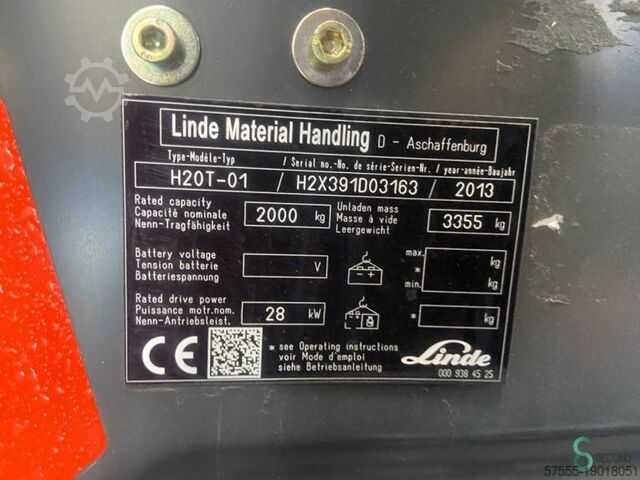 Linde Material Handling D - Aschaffenburg
Type-Modèle-Typ / Serial no.-No. de série-Serien-Nr. / year-année-Baujahr
H20T-01 / H2X391D03163 / 2013
Rated capacity
Capacité nominale 2000 kg
Nenn-Tragfähigkeit
Unladen mass
Masse à vide 3355 kg
Leergewicht
Battery voltage
Tension batterie V
Batteriespannung
- +
max. kg
*
min. kg
Rated drive power
Puissance motr.nom. 28 kW
Nenn-Antriebsleist.
* kg
CE
* see Operating instructions
voir Mode d'emploi
siehe Betriebsanleitung
Linde
000 938 45 25
S SECOND
57555-19018051